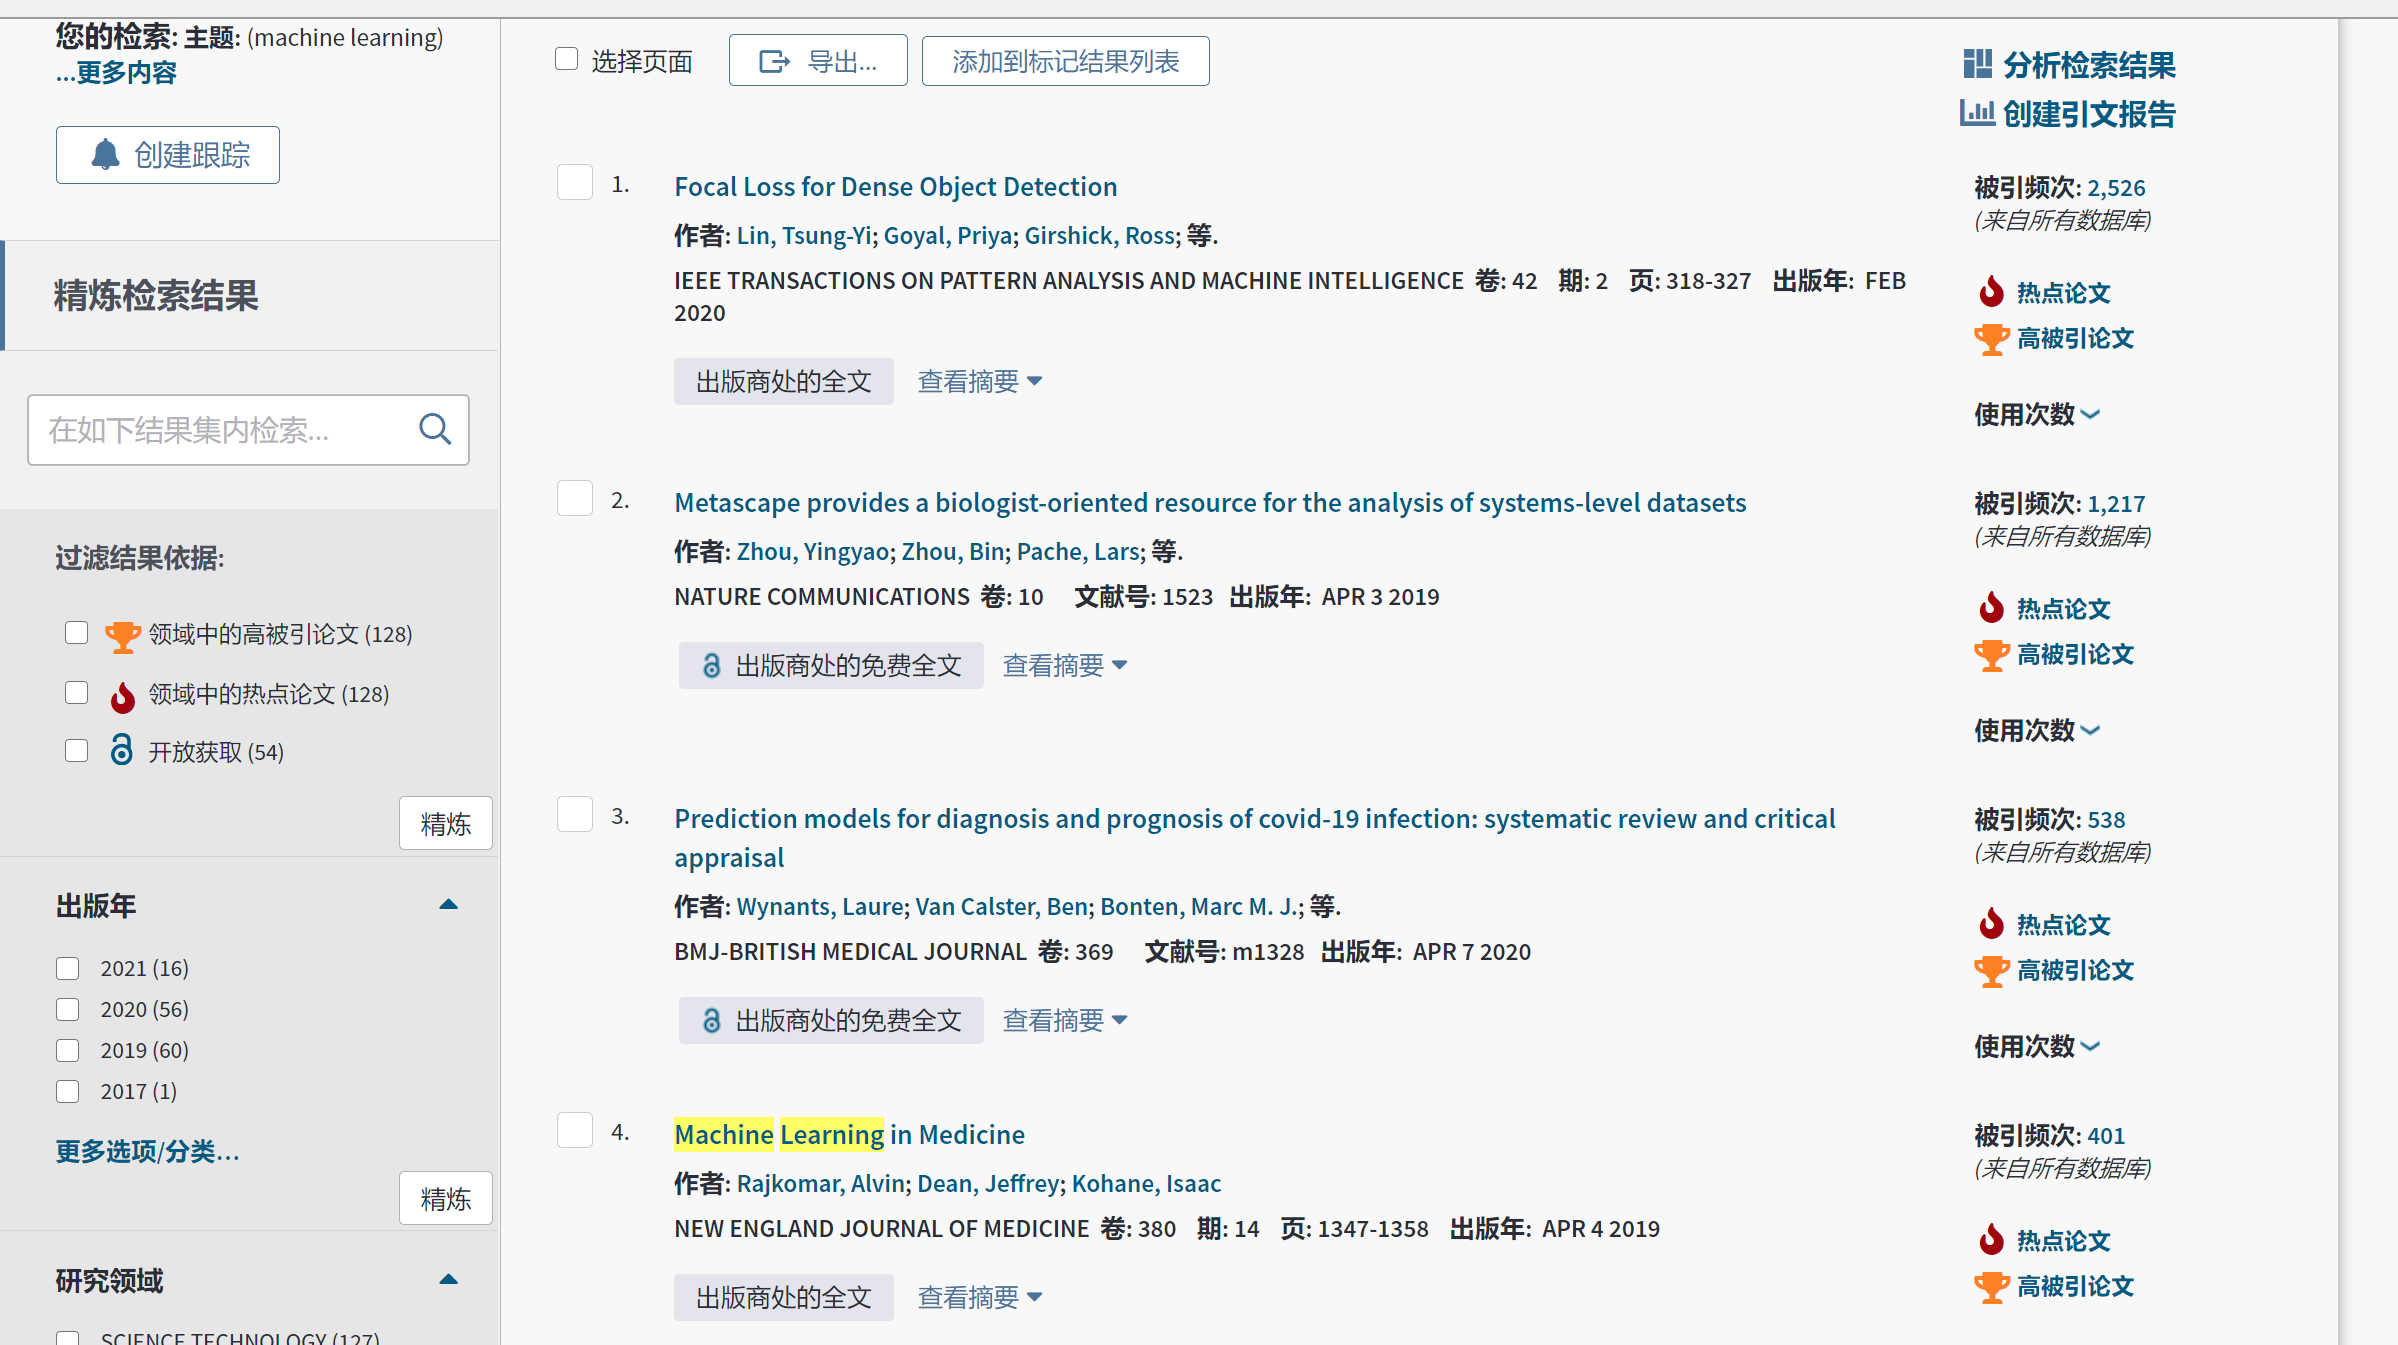 您的检索: 主题: (machine learning)
...更多内容
创建跟踪
精炼检索结果
在如下结果集内检索...
过滤结果依据:
领域中的高被引论文 (128)
领域中的热点论文 (128)
开放获取 (54)
精炼
出版年
2021 (16)
2020 (56)
2019 (60)
2017 (1)
更多选项/分类...
精炼
研究领域
SCIENCE TECHNOLOGY (127)
选择页面
导出...
添加到标记结果列表
分析检索结果
创建引文报告
1.
Focal Loss for Dense Object Detection
作者: Lin, Tsung-Yi; Goyal, Priya; Girshick, Ross; 等.
IEEE TRANSACTIONS ON PATTERN ANALYSIS AND MACHINE INTELLIGENCE 卷: 42 期: 2 页: 318-327 出版年: FEB
2020
出版商处的全文 查看摘要
被引频次: 2,526
(来自所有数据库)
热点论文
高被引论文
使用次数
2.
Metascape provides a biologist-oriented resource for the analysis of systems-level datasets
作者: Zhou, Yingyao; Zhou, Bin; Pache, Lars; 等.
NATURE COMMUNICATIONS 卷: 10 文献号: 1523 出版年: APR 3 2019
出版商处的免费全文 查看摘要
被引频次: 1,217
(来自所有数据库)
热点论文
高被引论文
使用次数
3.
Prediction models for diagnosis and prognosis of covid-19 infection: systematic review and critical
appraisal
作者: Wynants, Laure; Van Calster, Ben; Bonten, Marc M. J.; 等.
BMJ-BRITISH MEDICAL JOURNAL 卷: 369 文献号: m1328 出版年: APR 7 2020
出版商处的免费全文 查看摘要
被引频次: 538
(来自所有数据库)
热点论文
高被引论文
使用次数
4.
Machine Learning in Medicine
作者: Rajkomar, Alvin; Dean, Jeffrey; Kohane, Isaac
NEW ENGLAND JOURNAL OF MEDICINE 卷: 380 期: 14 页: 1347-1358 出版年: APR 4 2019
出版商处的全文 查看摘要
被引频次: 401
(来自所有数据库)
热点论文
高被引论文